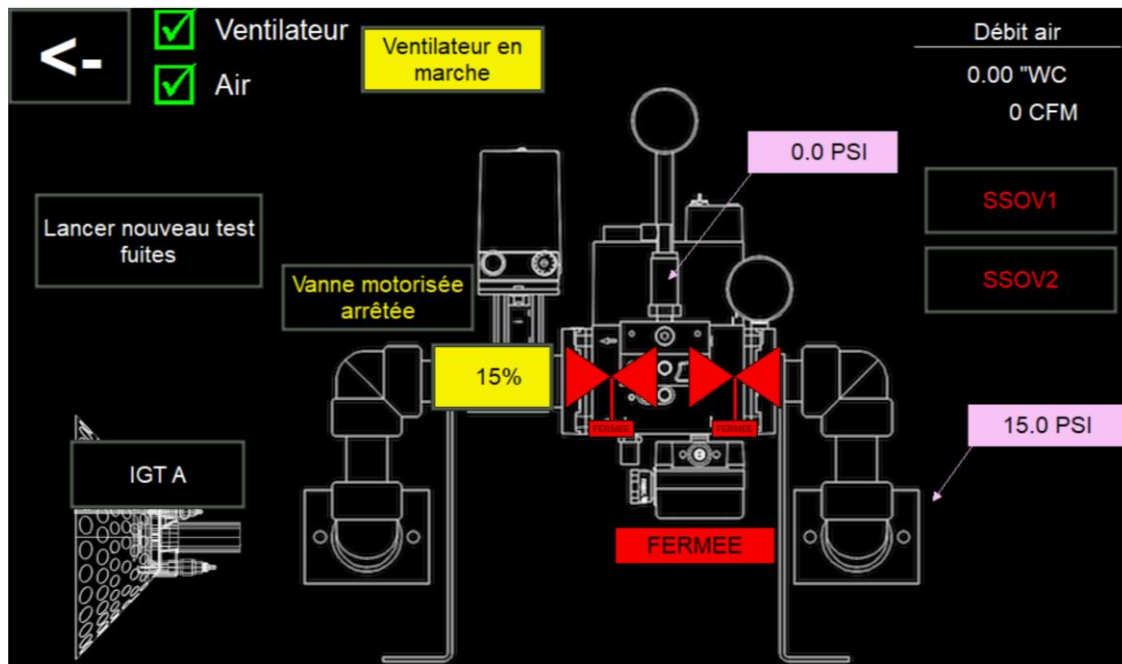 <-
Ventilateur
Air
Ventilateur en
marche
Débit air
0.00 "WC
0 CFM
0.0 PSI
SSOV1
SSOV2
Lancer nouveau test
fuites
Vanne motorisée
arrêtée
15%
FERMEE
FERMEE
15.0 PSI
IGT A
FERMEE